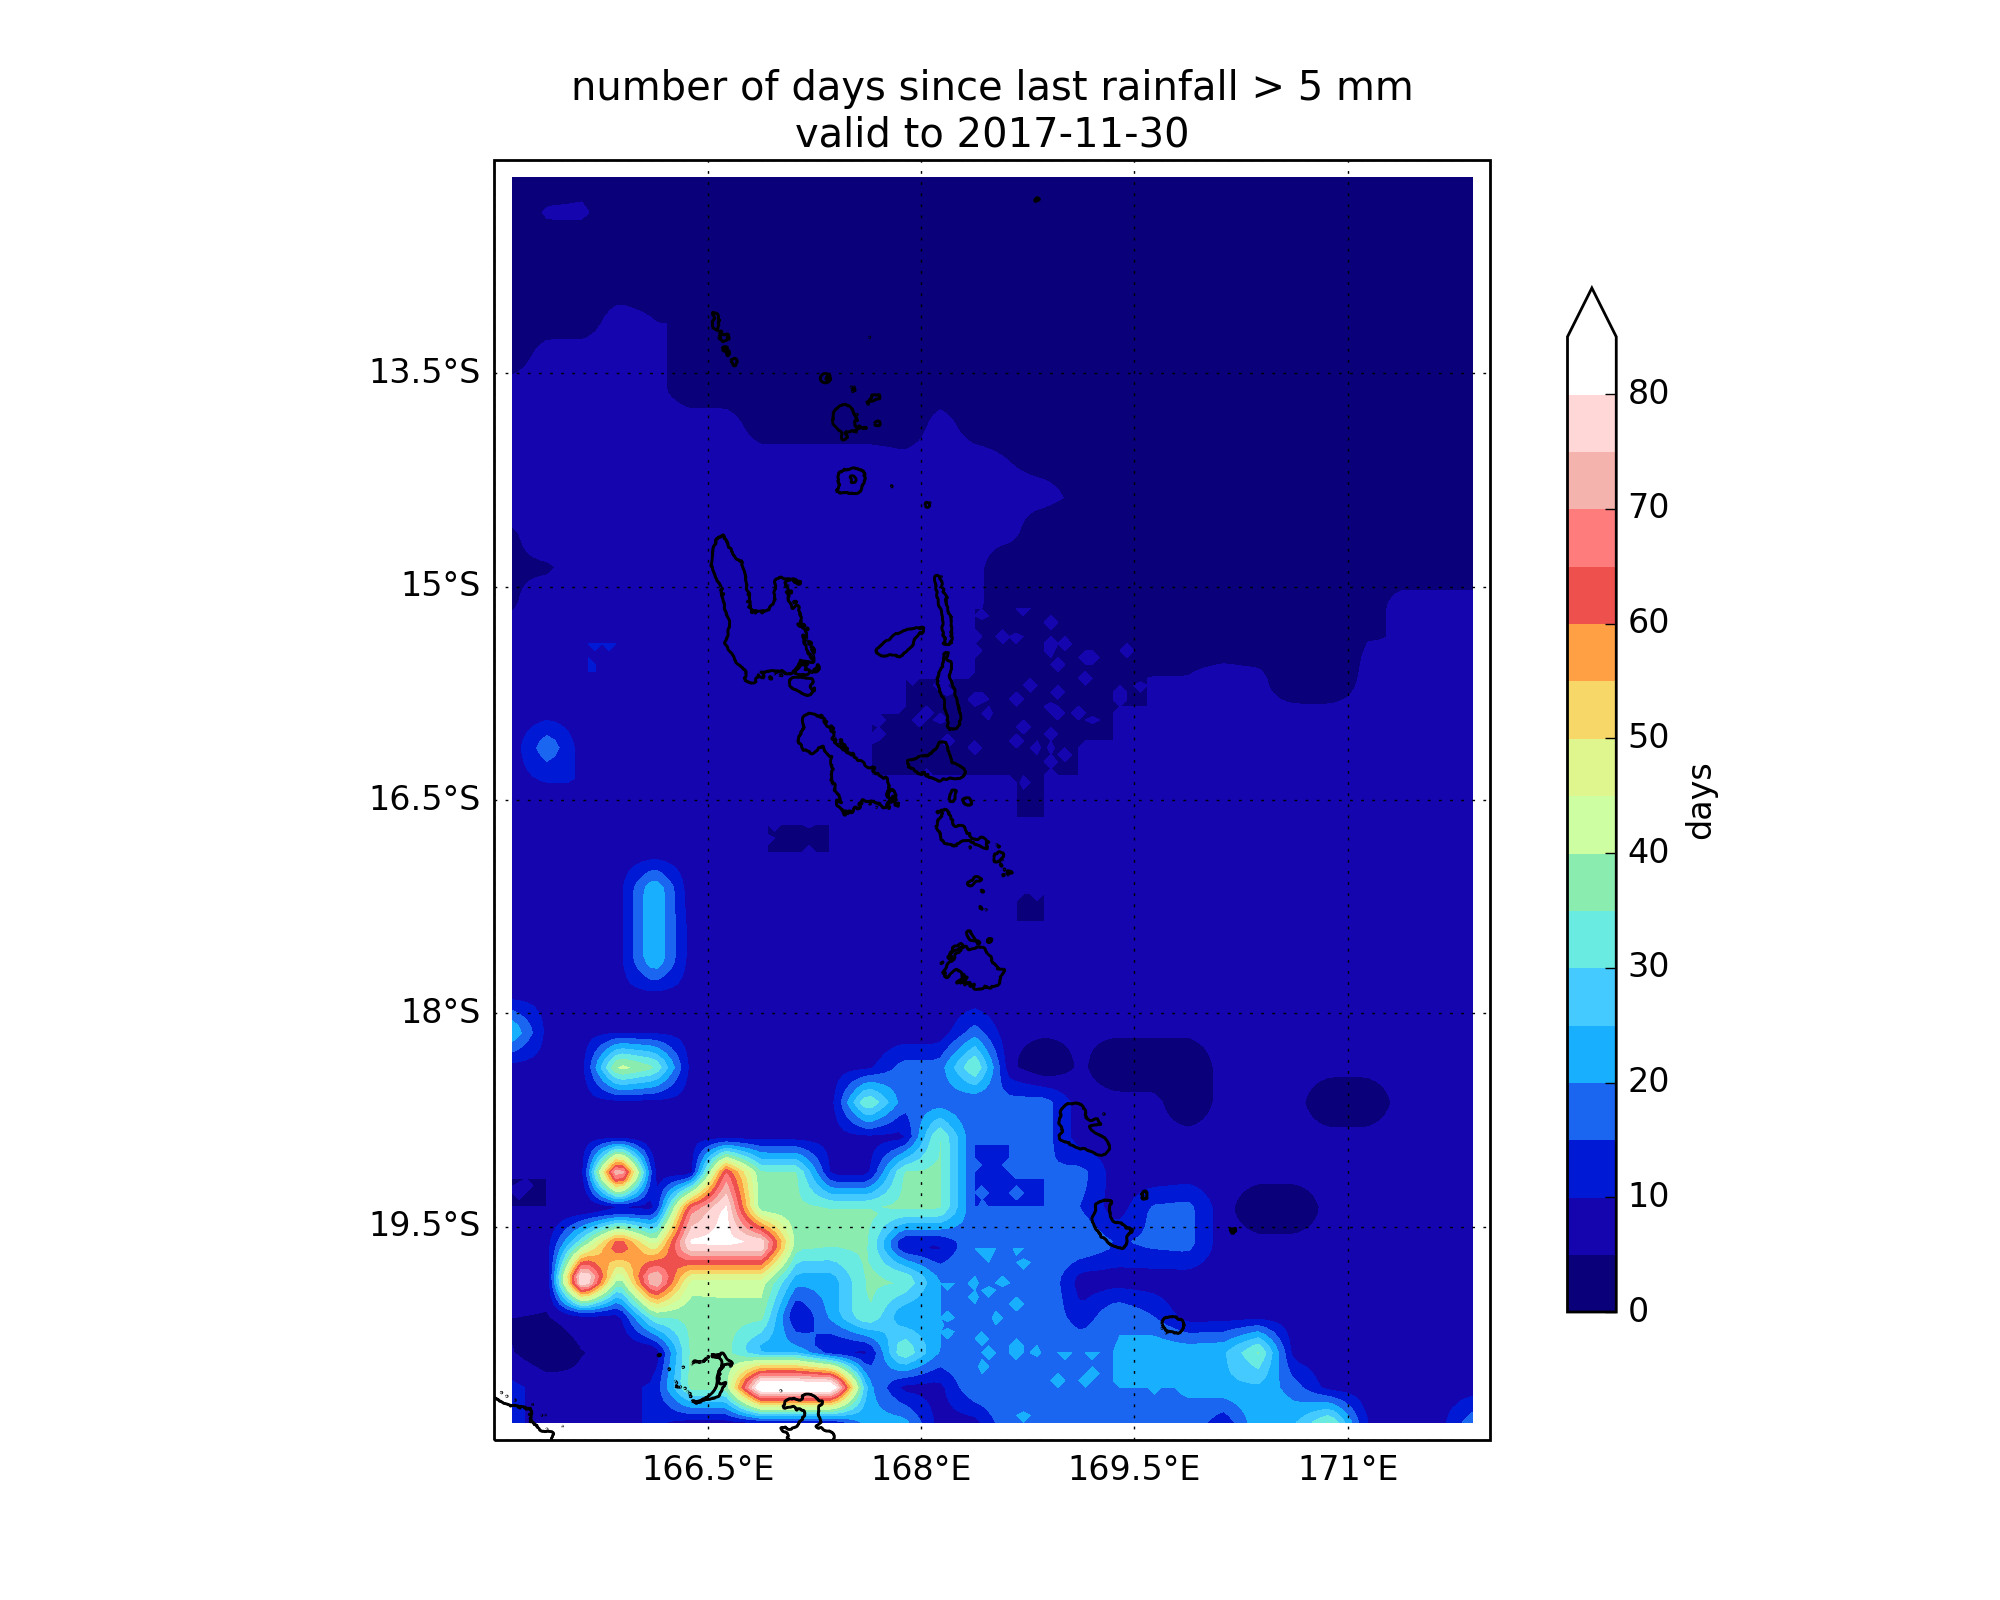 number of days since last rainfall > 5 mm
valid to 2017-11-30
13.5°S
15°S
16.5°S
18°S
19.5°S
166.5°E 168°E 169.5°E 171°E
80
70
60
50
40
30
20
10
0
days